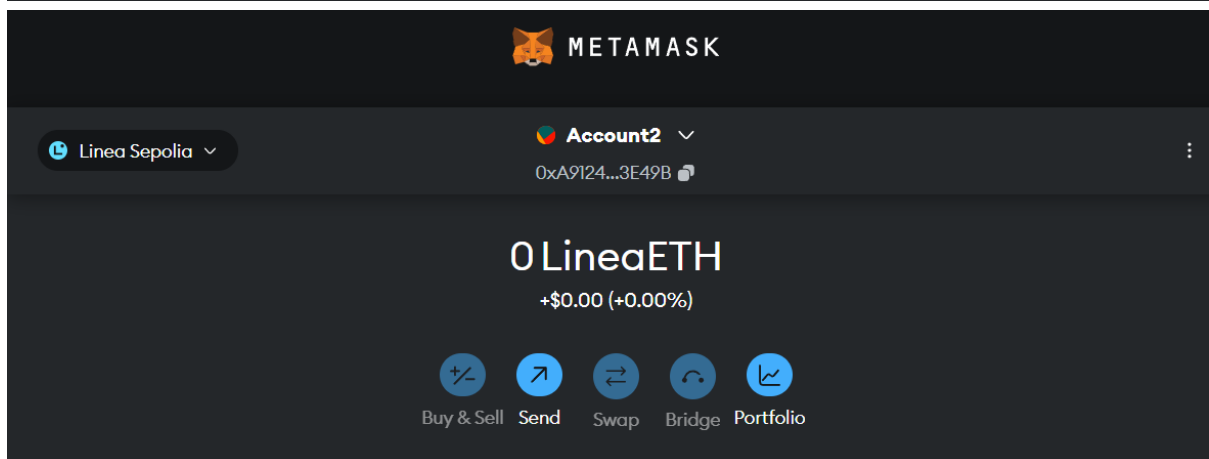 METAMASK
Linea Sepolia
Account2
0xA9124...3E49B
0 LineaETH
+$0.00 (+0.00%)
Buy & Sell Send Swap Bridge Portfolio